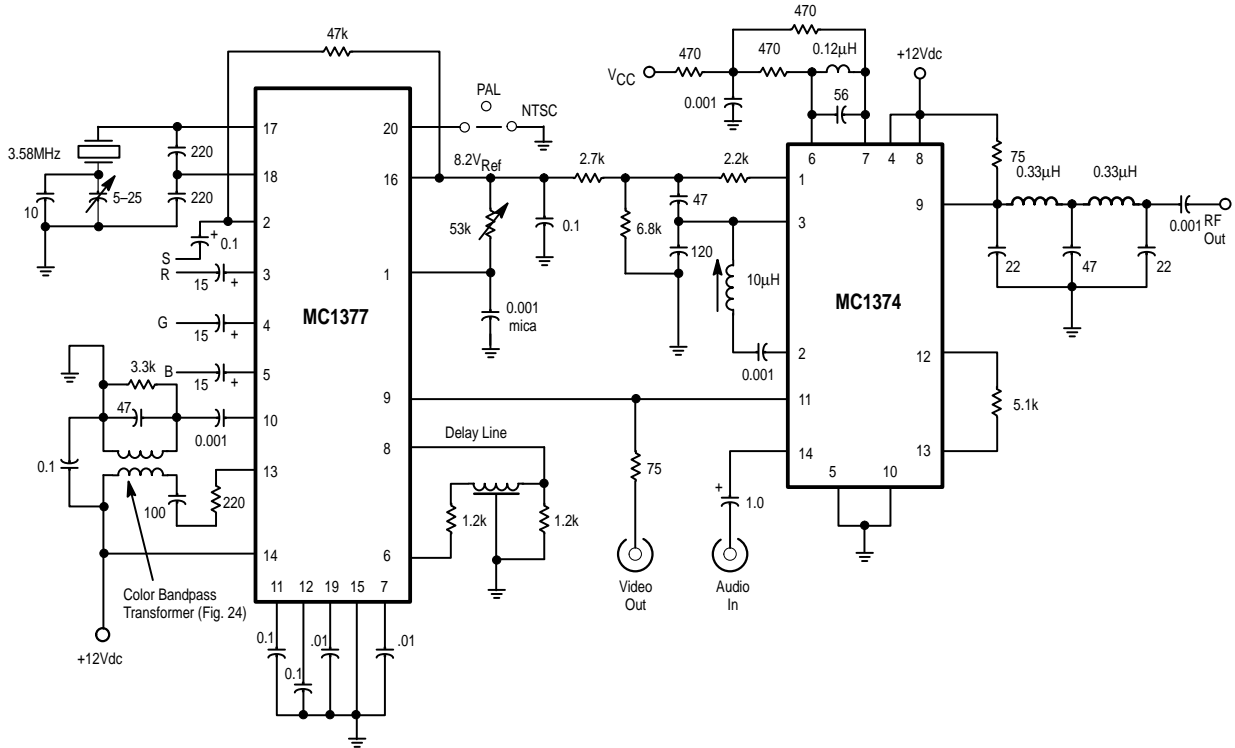 47k
470
470
0.12µH
+12Vdc
VCC
470
0.001
56
PAL
NTSC
17
20
3.58MHz
220
18
8.2VRef
16
2.7k
2.2k
1
6
7
4
8
75
0.33µH
0.33µH
9
0.001
RF
Out
10
5–25
220
2
+
0.1
S
53k
0.1
6.8k
47
3
120
10µH
22
47
22
R
15
+
3
1
0.001
mica
MC1377
MC1374
G
15
+
4
2
0.001
12
3.3k
B
15
+
5
9
11
5.1k
47
0.001
10
8
Delay Line
13
0.1
13
75
14
5
10
100
220
1.2k
1.2k
+
1.0
14
6
Color Bandpass
Transformer (Fig. 24)
11
12
19
15
7
Video
Out
Audio
In
+12Vdc
0.1
0.1
.01
.01